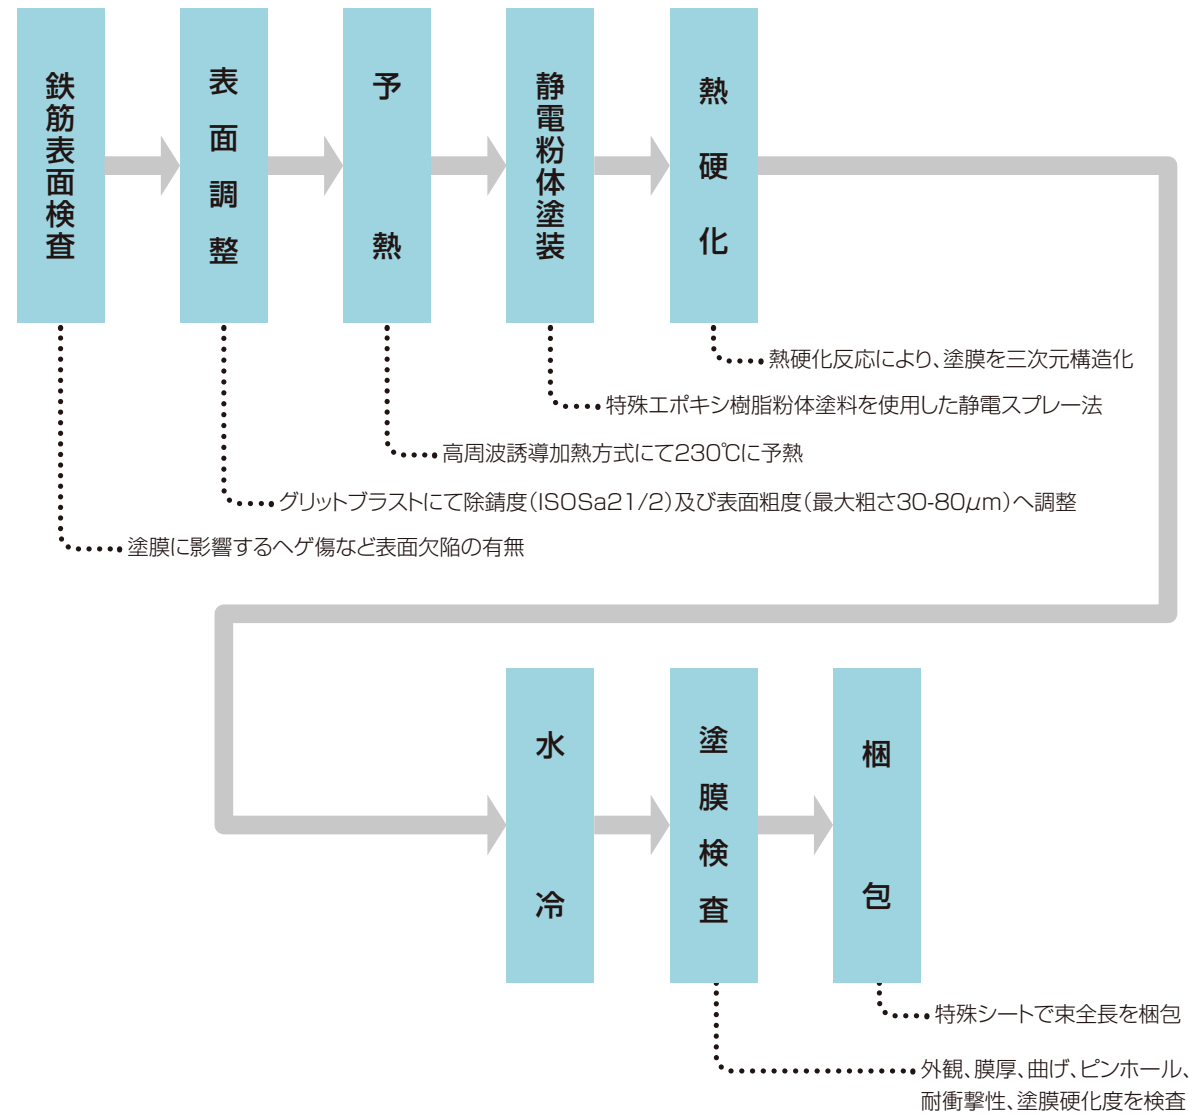 鉄筋表面検査
表面調整
予熱
静電粉体塗装
熱硬化
熱硬化反応により、塗膜を三次元構造化
特殊エポキシ樹脂粉体塗料を使用した静電スプレー法
高周波誘導加熱方式にて230℃に予熱
グリットブラストにて除錆度(ISOSa21/2)及び表面粗度(最大粗さ30-80μm)へ調整
塗膜に影響するヘゲ傷など表面欠陥の有無
水冷
塗膜検査
梱包
特殊シートで束全長を梱包
外観、膜厚、曲げ、ピンホール、
耐衝撃性、塗膜硬化度を検査